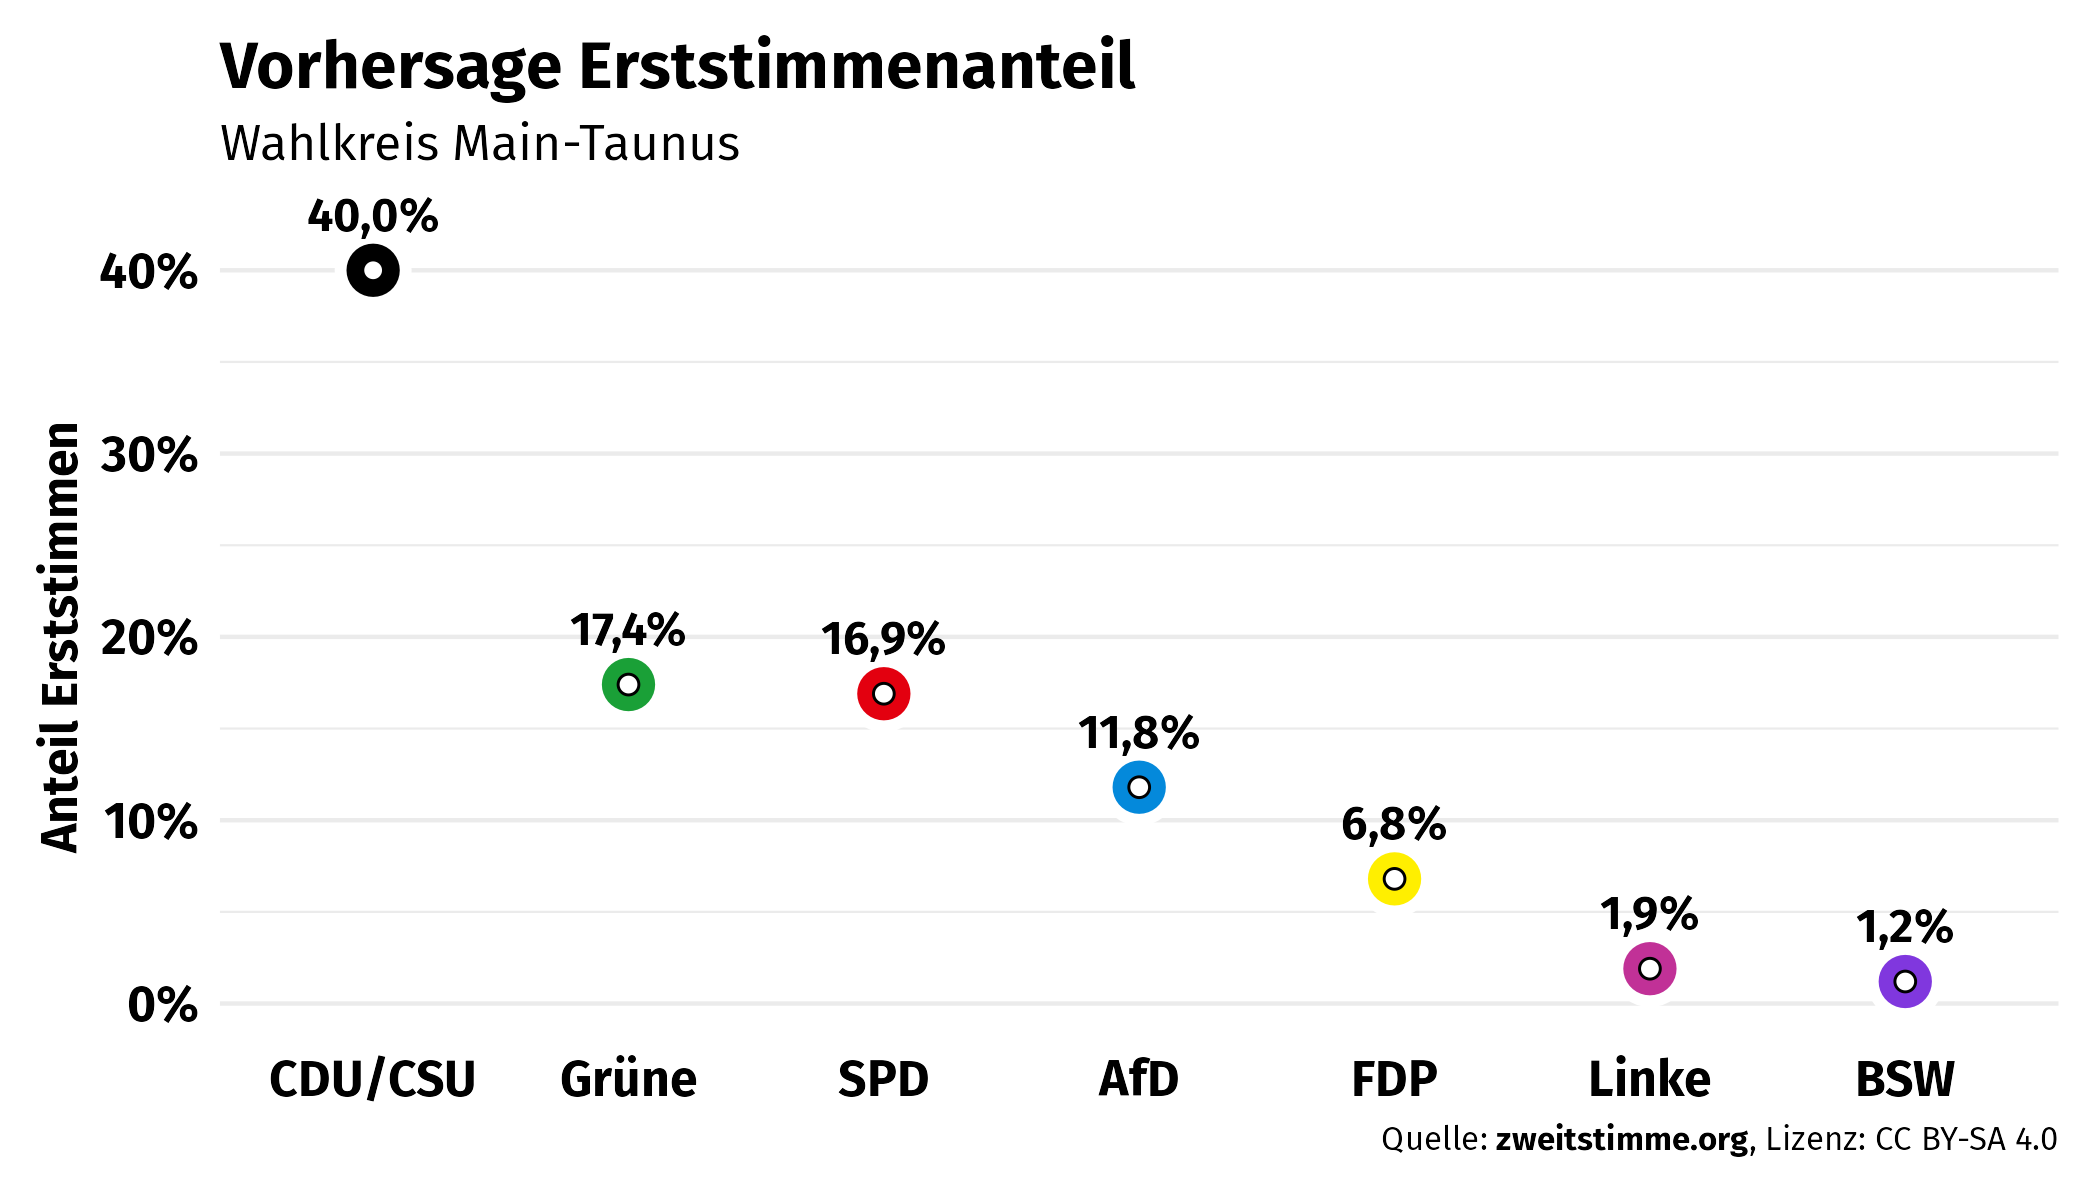 Vorhersage Erststimmenanteil
Wahlkreis Main-Taunus
Anteil Erststimmen
40%
30%
20%
10%
0%
40,0%
17,4%
16,9%
11,8%
6,8%
1,9%
1,2%
CDU/CSU Grüne SPD AfD FDP Linke BSW
Quelle: zweitstimme.org, Lizenz: CC BY-SA 4.0